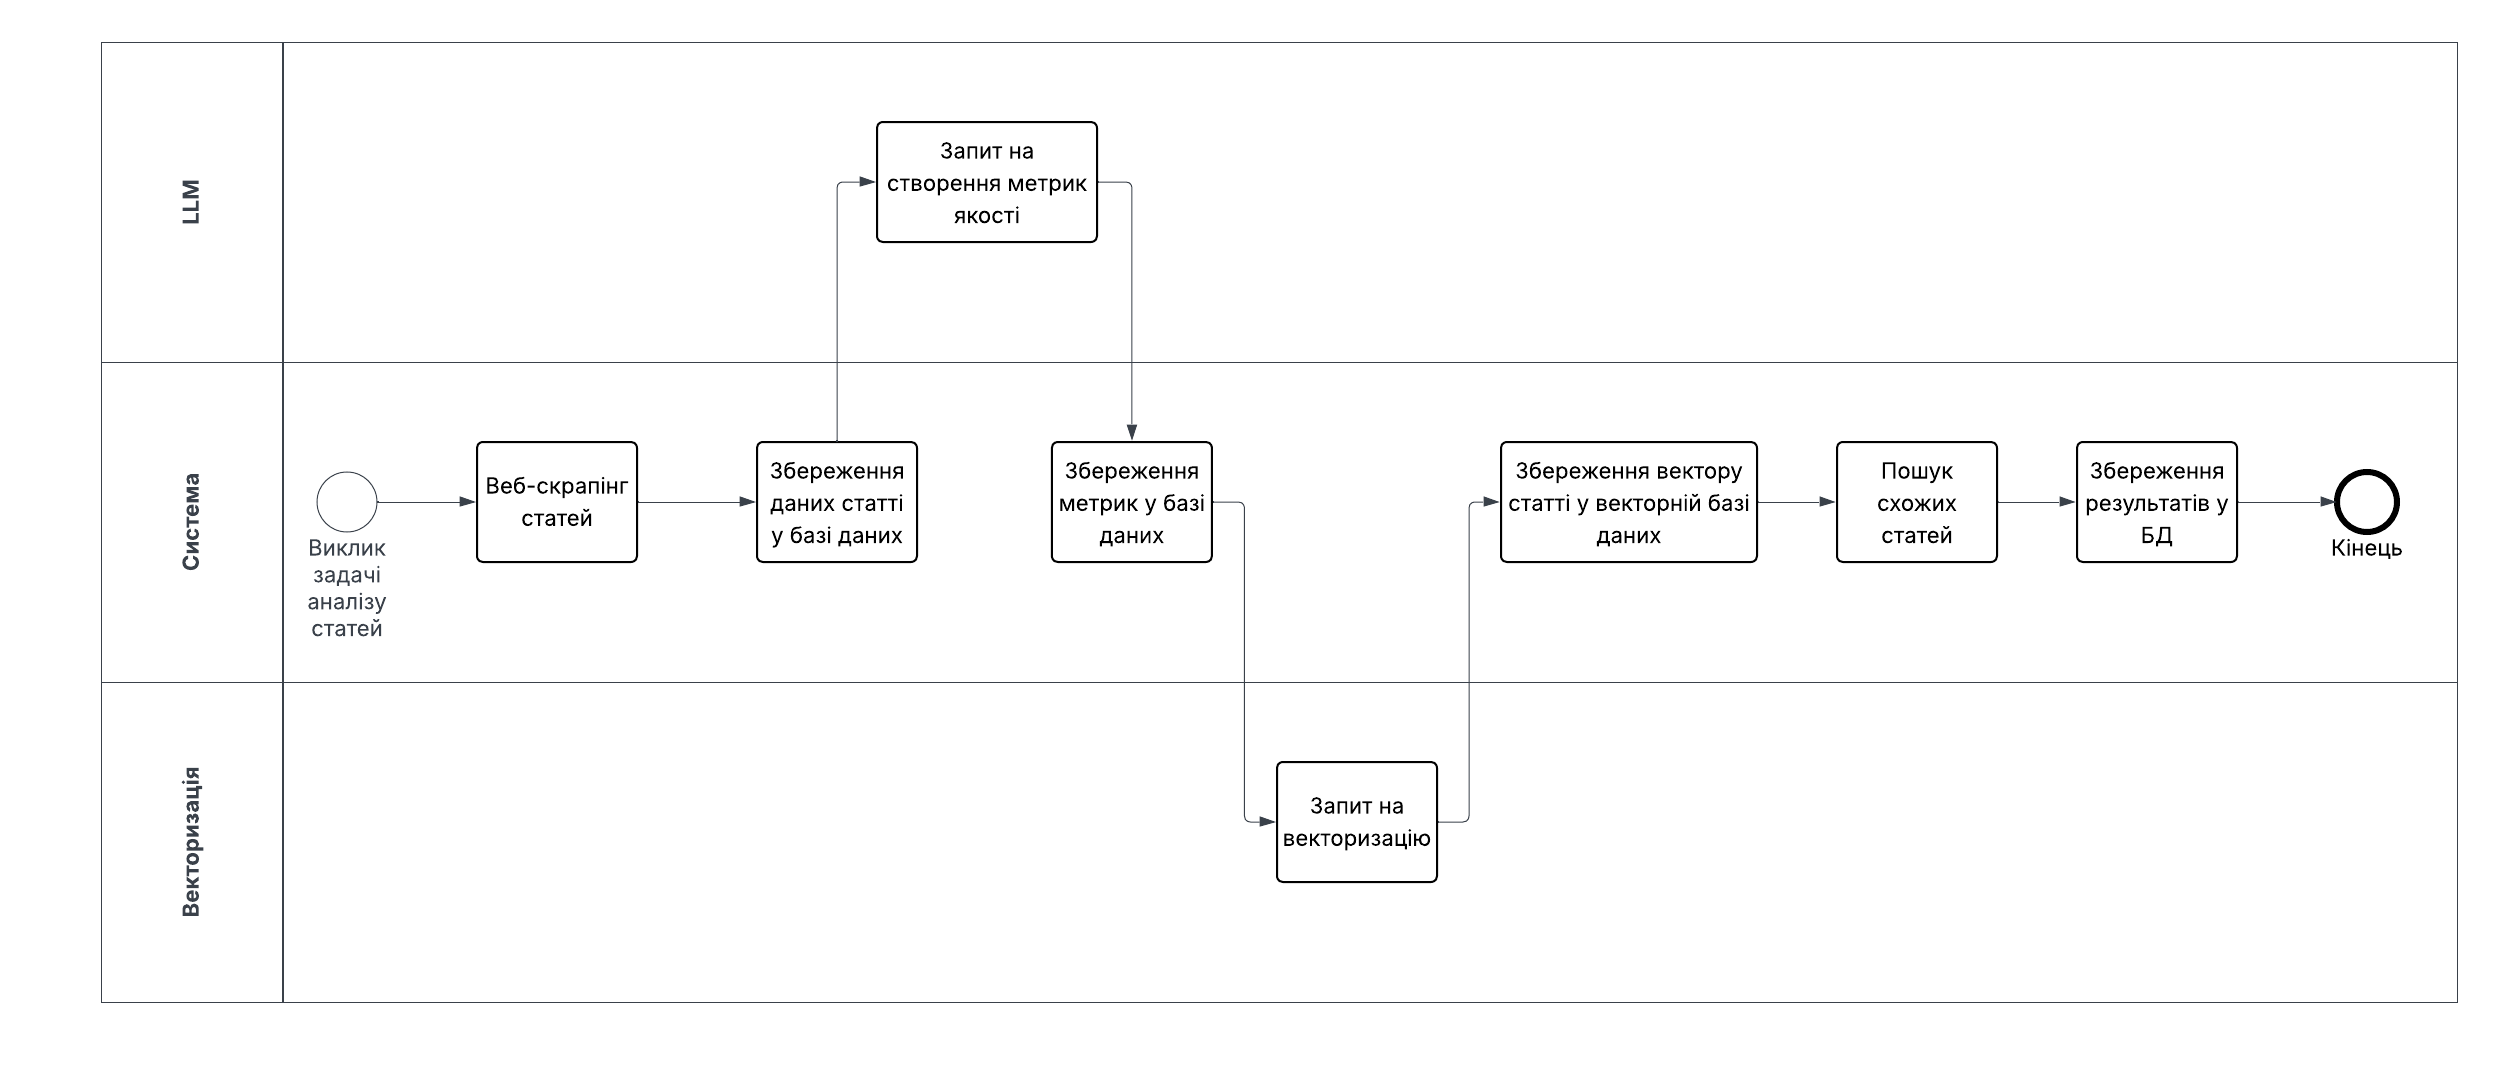 LLM
Запит на
створення метрик
якості
Система
Виклик
задачі
аналізу
статей
Веб-скрапінг
статей
Збереження
даних статті
у базі даних
Збереження
метрик у базі
даних
Збереження вектору
статті у векторній базі
даних
Пошук
схожих
статей
Збереження
результатів у
БД
Кінець
Векторизація
Запит на
векторизацію